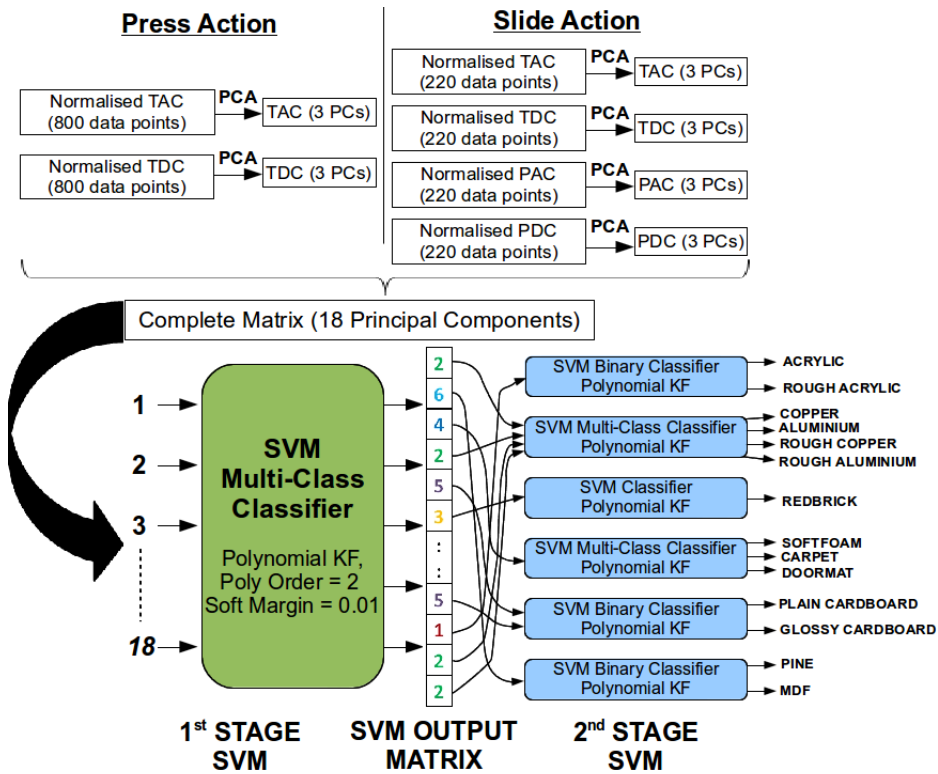 Press Action
Slide Action
Normalised TAC
(800 data points)
PCA
TAC (3 PCs)
Normalised TDC
(800 data points)
PCA
TDC (3 PCs)
Normalised TAC
(220 data points)
PCA
TAC (3 PCs)
Normalised TDC
(220 data points)
PCA
TDC (3 PCs)
Normalised PAC
(220 data points)
PCA
PAC (3 PCs)
Normalised PDC
(220 data points)
PCA
PDC (3 PCs)
Complete Matrix (18 Principal Components)
1
2
3
18
SVM
Multi-Class
Classifier
Polynomial KF,
Poly Order = 2
Soft Margin = 0.01
2
6
4
2
5
3
:
:
5
1
2
2
SVM Binary Classifier
Polynomial KF
ACRYLIC
ROUGH ACRYLIC
SVM Multi-Class Classifier
Polynomial KF
COPPER
ALUMINIUM
ROUGH COPPER
ROUGH ALUMINIUM
SVM Classifier
Polynomial KF
REDBRICK
SVM Multi-Class Classifier
Polynomial KF
SOFTFOAM
CARPET
DOORMAT
SVM Binary Classifier
Polynomial KF
PLAIN CARDBOARD
GLOSSY CARDBOARD
SVM Binary Classifier
Polynomial KF
PINE
MDF
1st STAGE
SVM
SVM OUTPUT
MATRIX
2nd STAGE
SVM